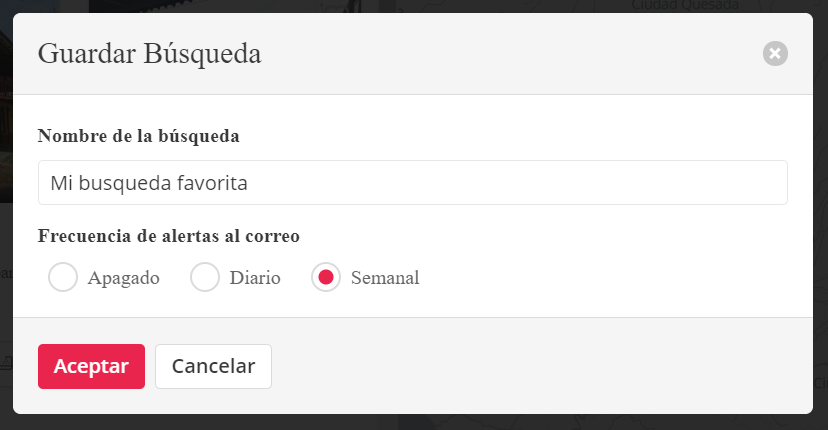 Ciudad Quesada
Guardar Búsqueda
Nombre de la búsqueda
Mi busqueda favorita
Frecuencia de alertas al correo
Apagado Diario Semanal
Aceptar Cancelar